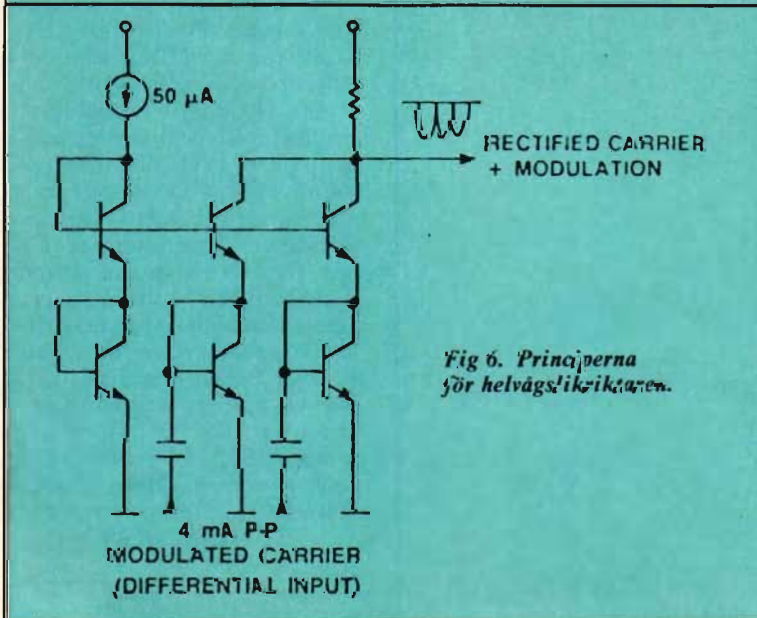 50 µA
RECTIFIED CARRIER
+ MODULATION
Fig 6. Principerna
för helvågslikriktaren.
4 mA P-P
MODULATED CARRIER
(DIFFERENTIAL INPUT)